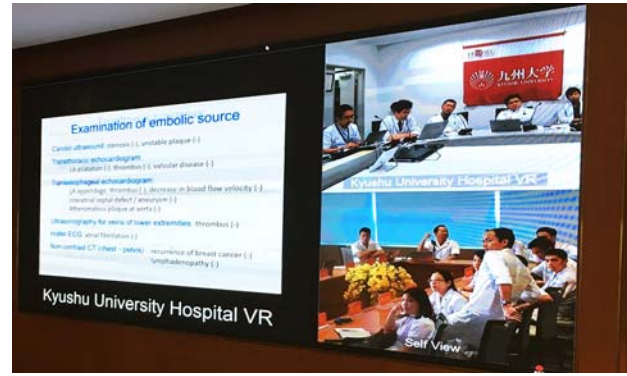 Examination of embolic source
Carotid ultrasound: stenosis (-), unstable plaque (-)
Transthoracic echocardiogram:
LA dilatation (-), thrombus (-), valvular disease (-)
Transesophageal echocardiogram:
LA appendage: thrombus (-), decrease in blood flow velocity (-)
Interatrial septal defect / aneurysm (-)
Atheromatous plaque at aorta (-)
Ultrasonography for veins of lower extremities: thrombus (-)
Holter ECG: atrial fibrillation (-)
Non-contrast CT (chest - pelvis): recurrence of breast cancer (-)
lymphadenopathy (-)
Kyushu University Hospital VR
九州大学
KYUSHU UNIVERSITY
Kyushu University Hospital VR
Self View